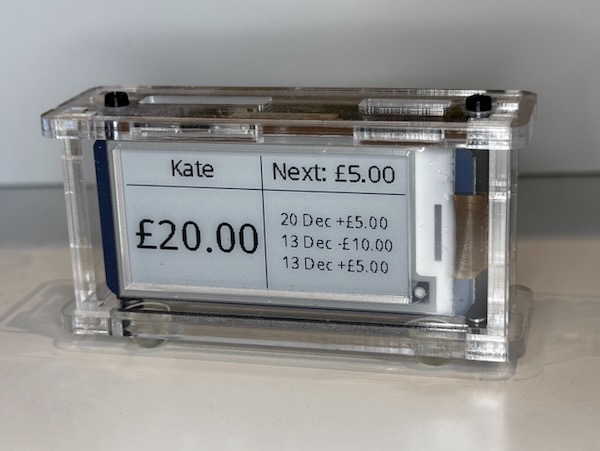 Kate
Next: £5.00
£20.00
20 Dec +£5.00
13 Dec -£10.00
13 Dec +£5.00